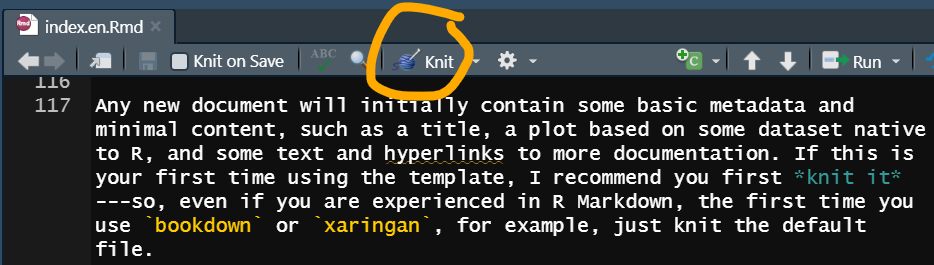 Rmd index.en.Rmd ×
Knit on Save ABC Knit C Run
116
117 Any new document will initially contain some basic metadata and
minimal content, such as a title, a plot based on some dataset native
to R, and some text and hyperlinks to more documentation. If this is
your first time using the template, I recommend you first *knit it*
---so, even if you are experienced in R Markdown, the first time you
use `bookdown` or `xaringan`, for example, just knit the default
file.